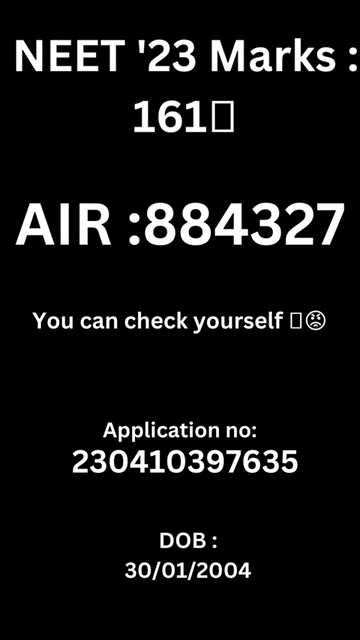 NEET '23 Marks :
161
AIR :884327
You can check yourself 😡
Application no:
230410397635
DOB :
30/01/2004